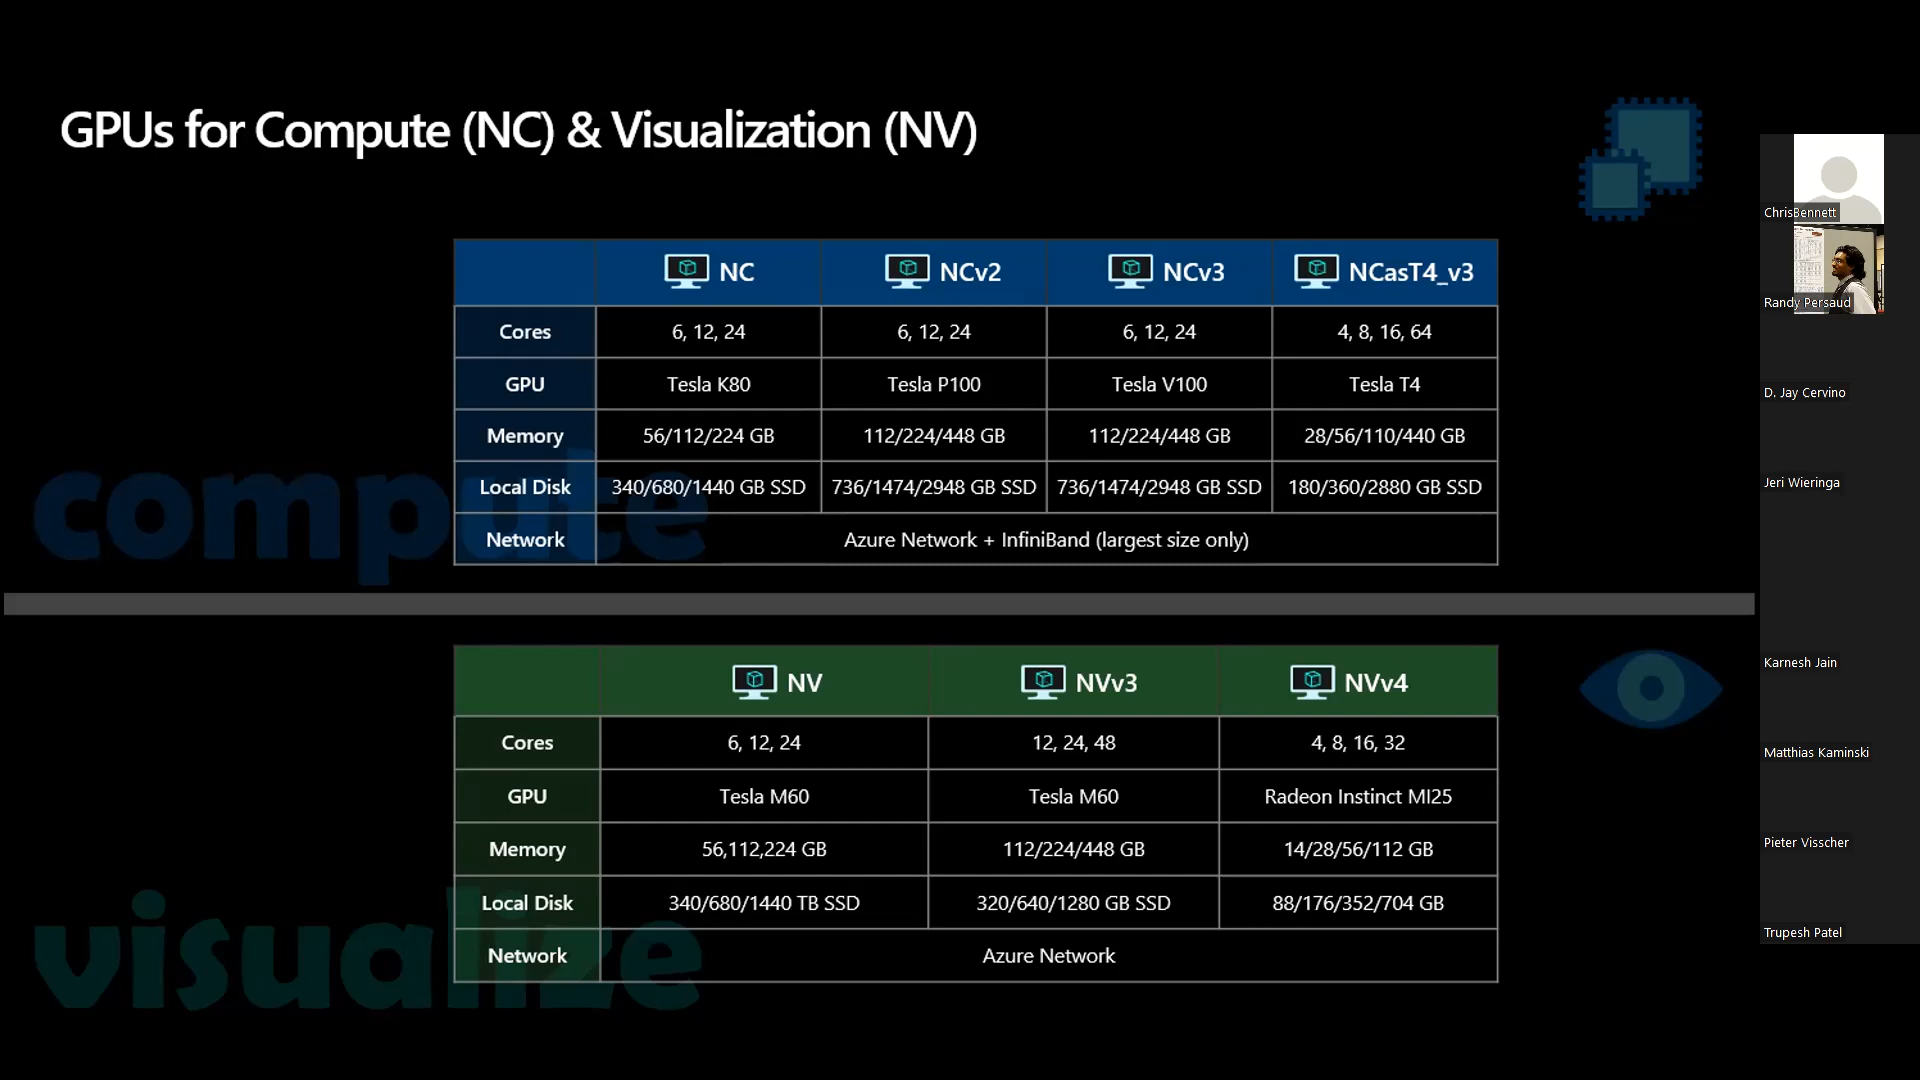 GPUs for Compute (NC) & Visualization (NV)
NC NCv2 NCv3 NCasT4_v3
Cores 6, 12, 24 6, 12, 24 6, 12, 24 4, 8, 16, 64
GPU Tesla K80 Tesla P100 Tesla V100 Tesla T4
Memory 56/112/224 GB 112/224/448 GB 112/224/448 GB 28/56/110/440 GB
Local Disk 340/680/1440 GB SSD 736/1474/2948 GB SSD 736/1474/2948 GB SSD 180/360/2880 GB SSD
Network Azure Network + InfiniBand (largest size only)
compute
NV NVv3 NVv4
Cores 6, 12, 24 12, 24, 48 4, 8, 16, 32
GPU Tesla M60 Tesla M60 Radeon Instinct MI25
Memory 56,112,224 GB 112/224/448 GB 14/28/56/112 GB
Local Disk 340/680/1440 TB SSD 320/640/1280 GB SSD 88/176/352/704 GB
Network Azure Network
visualize
ChrisBennett
Randy Persaud
D. Jay Cervino
Jeri Wieringa
Karnesh Jain
Matthias Kaminski
Pieter Visscher
Trupesh Patel